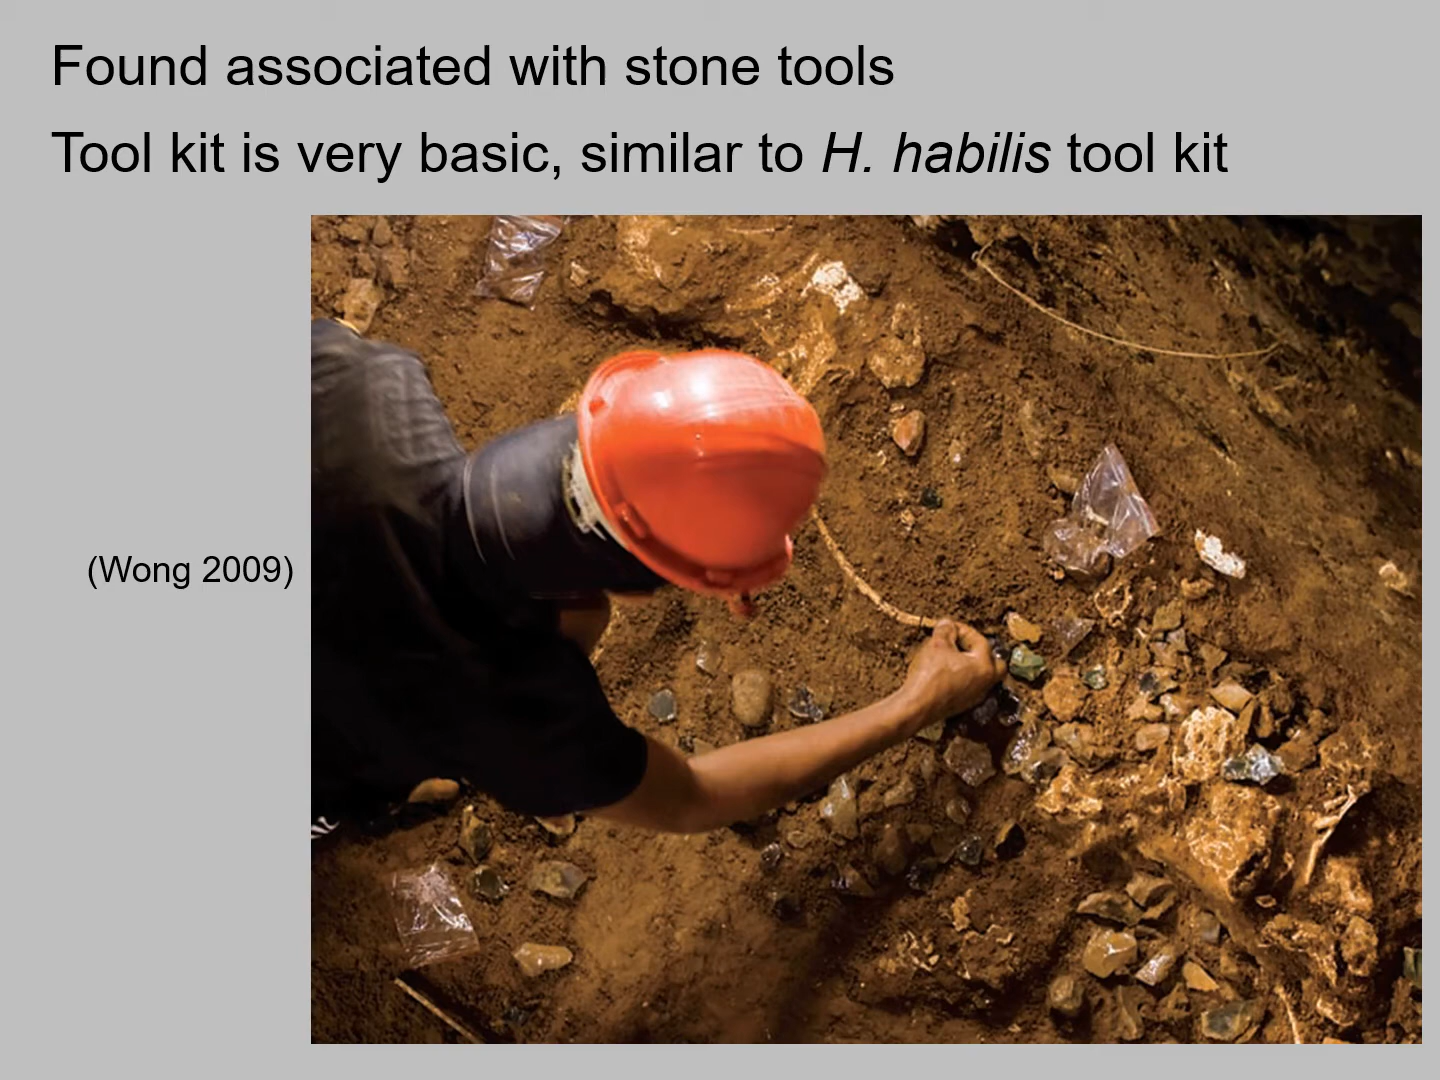 Found associated with stone tools
Tool kit is very basic, similar to H. habilis tool kit
(Wong 2009)